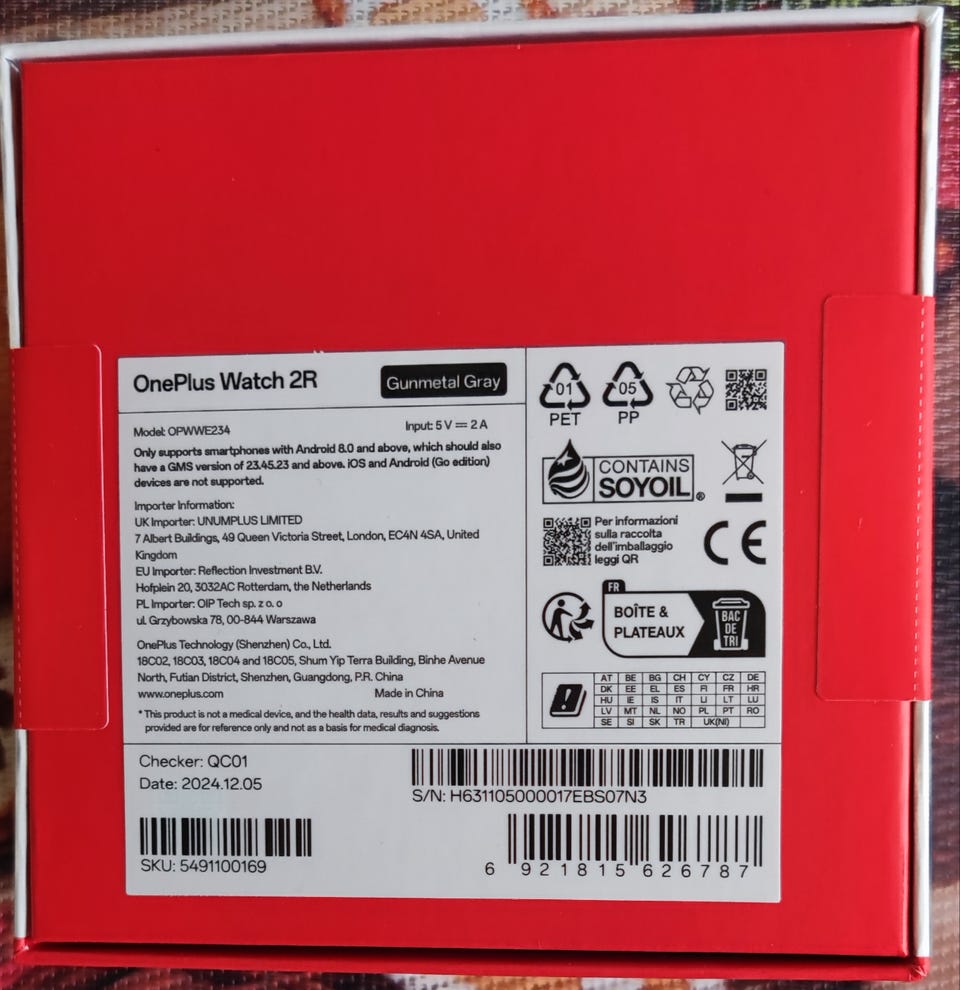 OnePlus Watch 2R
Gunmetal Gray
Model: OPWWE234
Input: 5 V ⎓ 2 A
Only supports smartphones with Android 8.0 and above, which should also
have a GMS version of 23.45.23 and above. iOS and Android (Go edition)
devices are not supported.
Importer Information:
UK Importer: UNUMPLUS LIMITED
7 Albert Buildings, 49 Queen Victoria Street, London, EC4N 4SA, United
Kingdom
EU Importer: Reflection Investment B.V.
Hofplein 20, 3032AC Rotterdam, the Netherlands
PL Importer: OIP Tech sp. z o. o
ul. Grzybowska 78, 00-844 Warszawa
OnePlus Technology (Shenzhen) Co., Ltd.
18C02, 18C03, 18C04 and 18C05, Shum Yip Terra Building, Binhe Avenue
North, Futian District, Shenzhen, Guangdong, P.R. China
www.oneplus.com
Made in China
* This product is not a medical device, and the health data, results and suggestions
provided are for reference only and not as a basis for medical diagnosis.
01
05
PET
PP
CONTAINS
SOYOIL®
Per informazioni
sulla raccolta
dell'imballaggio
leggi QR
CE
FR
BOÎTE &
PLATEAUX
BAC
DE
TRI
AT BE BG CH CY CZ DE
DK EE EL ES FI FR HR
HU IE IS IT LI LT LU
LV MT NL NO PL PT RO
SE SI SK TR UK(NI)
Checker: QC01
Date: 2024.12.05
S/N: H631105000017EBS07N3
SKU: 5491100169
6 921815 626787